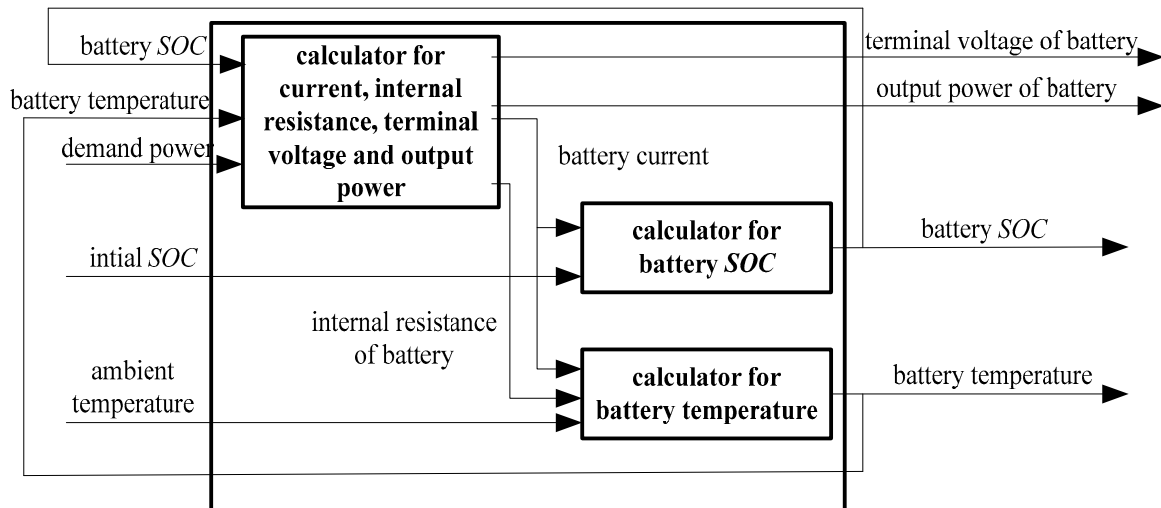 battery SOC
battery temperature
demand power
calculator for
current, internal
resistance, terminal
voltage and output
power
terminal voltage of battery
output power of battery
battery current
calculator for
battery SOC
battery SOC
intial SOC
internal resistance
of battery
ambient
temperature
calculator for
battery temperature
battery temperature